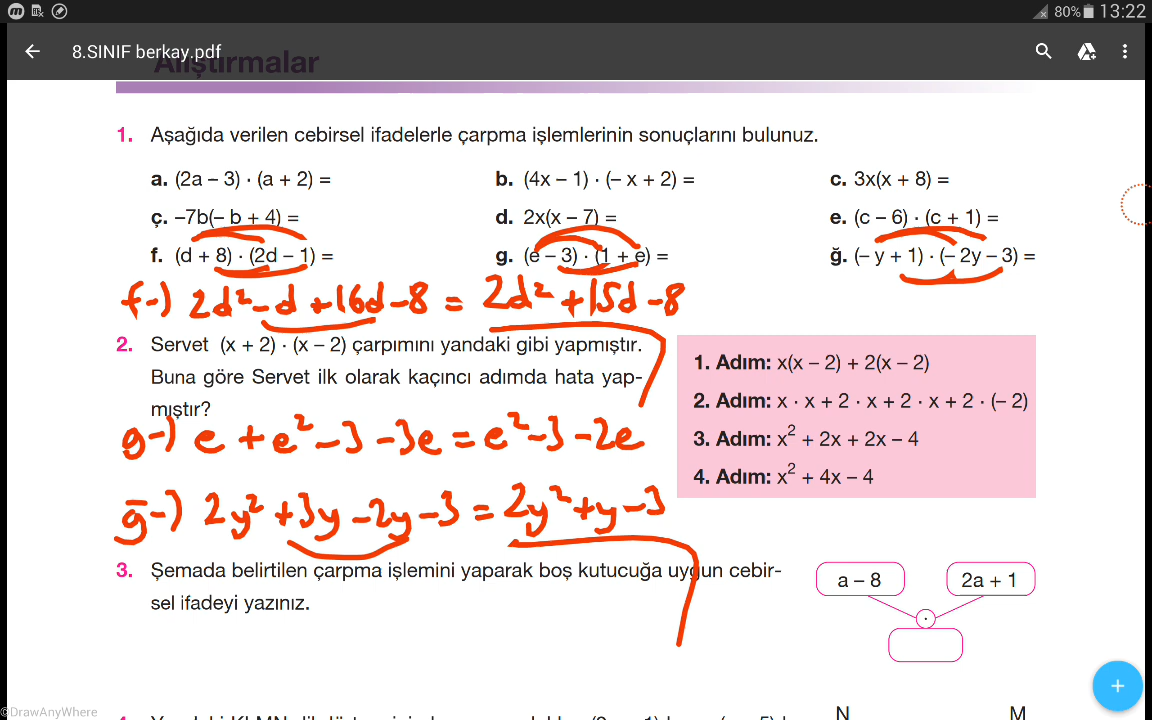 80% 13:22
8.SINIF berkay.pdf
Alıştırmalar
1. Aşağıda verilen cebirsel ifadelerle çarpma işlemlerinin sonuçlarını bulunuz.
a. (2a – 3) · (a + 2) = b. (4x – 1) · (– x + 2) = c. 3x(x + 8) =
ç. –7b(– b + 4) = d. 2x(x – 7) = e. (c – 6) · (c + 1) =
f. (d + 8) · (2d – 1) = g. (e – 3) · (1 + e) = ğ. (– y + 1) · (– 2y – 3) =
f-) 2d² – d + 16d – 8 = 2d² + 15d – 8
2. Servet (x + 2) · (x – 2) çarpımını yandaki gibi yapmıştır.
Buna göre Servet ilk olarak kaçıncı adımda hata yap-
mıştır?
1. Adım: x(x – 2) + 2(x – 2)
2. Adım: x · x + 2 · x + 2 · x + 2 · (– 2)
3. Adım: x² + 2x + 2x – 4
4. Adım: x² + 4x – 4
g-) e + e² – 3 – 3e = e² – 3 – 2e
ğ-) 2y² + 3y – 2y – 3 = 2y² + y – 3
3. Şemada belirtilen çarpma işlemini yaparak boş kutucuğa uygun cebir-
sel ifadeyi yazınız.
a – 8 2a + 1
·
N M
©DrawAnyWhere